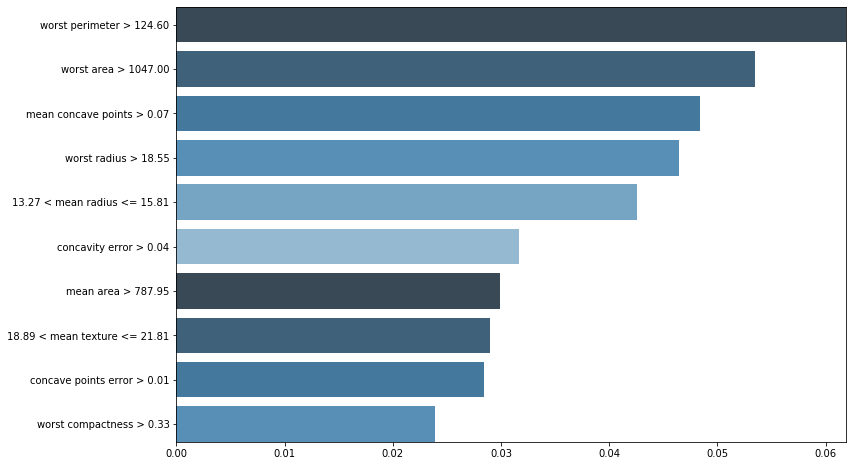 worst perimeter > 124.60
worst area > 1047.00
mean concave points > 0.07
worst radius > 18.55
13.27 < mean radius <= 15.81
concavity error > 0.04
mean area > 787.95
18.89 < mean texture <= 21.81
concave points error > 0.01
worst compactness > 0.33
0.00 0.01 0.02 0.03 0.04 0.05 0.06